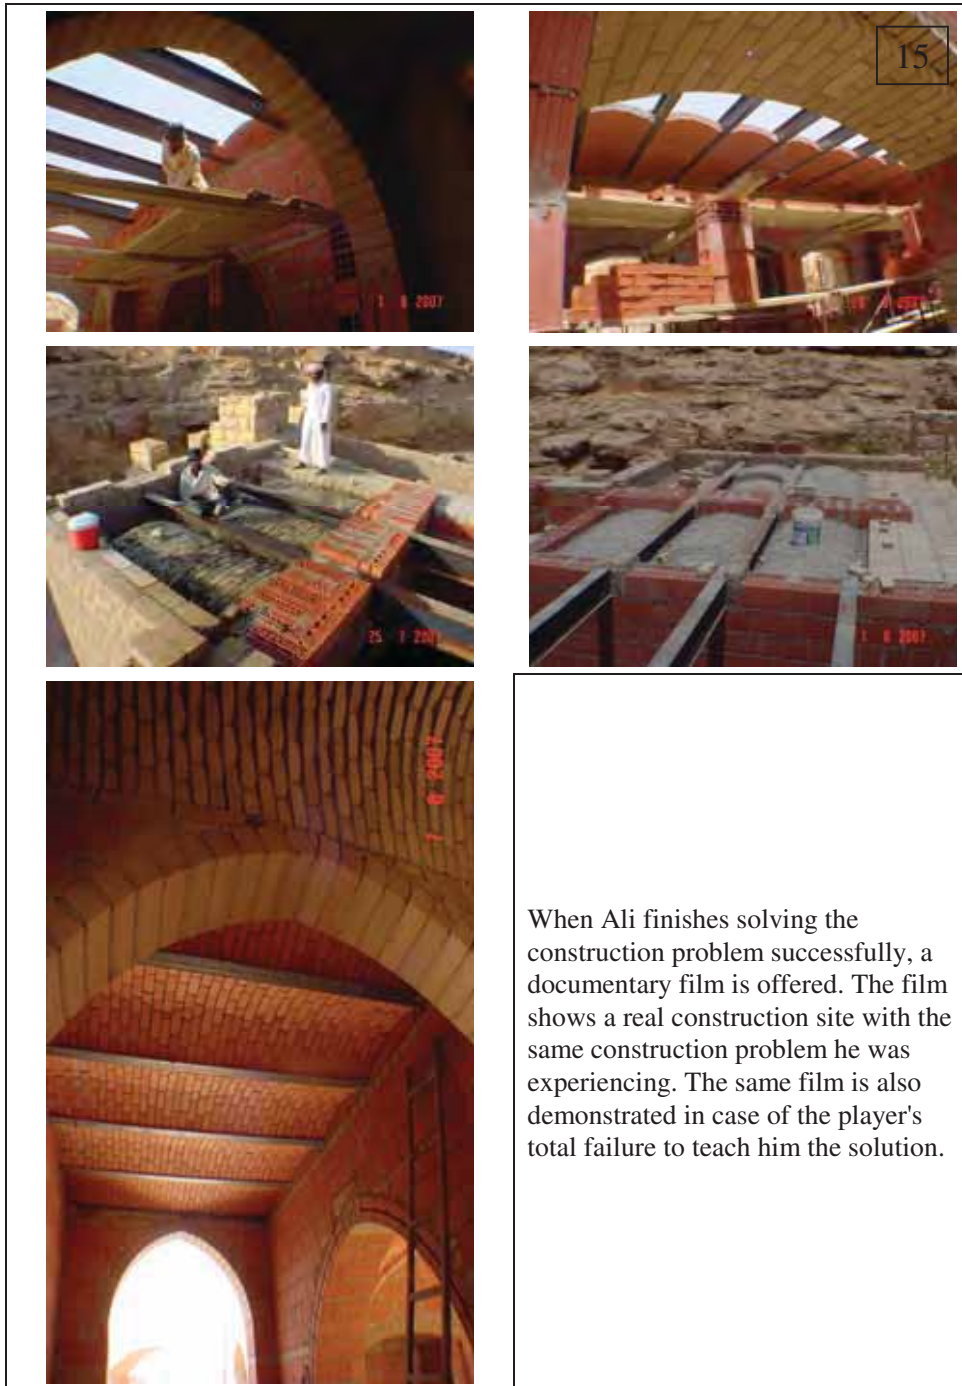 15
1 8 2007
2007
25 7 2007
1 8 2007
1 8 2007
When Ali finishes solving the
construction problem successfully, a
documentary film is offered. The film
shows a real construction site with the
same construction problem he was
experiencing. The same film is also
demonstrated in case of the player's
total failure to teach him the solution.